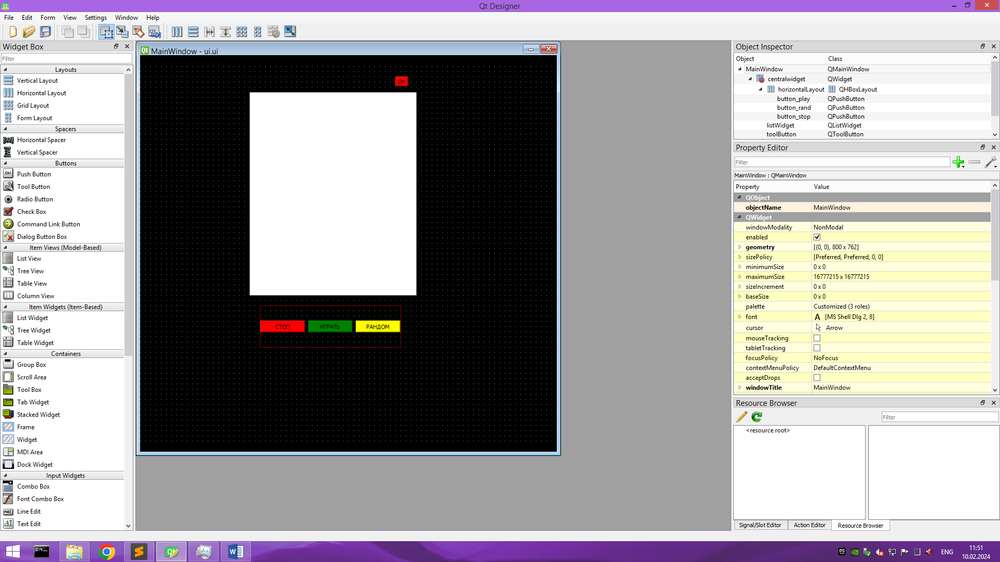 Qt Designer
File Edit Form View Settings Window Help
Widget Box
Filter
Layouts
Vertical Layout
Horizontal Layout
Grid Layout
Form Layout
Spacers
Horizontal Spacer
Vertical Spacer
Buttons
Push Button
Tool Button
Radio Button
Check Box
Command Link Button
Dialog Button Box
Item Views (Model-Based)
List View
Tree View
Table View
Column View
Item Widgets (Item-Based)
List Widget
Tree Widget
Table Widget
Containers
Group Box
Scroll Area
Tool Box
Tab Widget
Stacked Widget
Frame
Widget
MDI Area
Dock Widget
Input Widgets
Combo Box
Font Combo Box
Line Edit
Text Edit
MainWindow - ui.ui
On
СТОП ИГРАТЬ РАНДОМ
Object Inspector
Object Class
MainWindow QMainWindow
centralwidget QWidget
horizontalLayout QHBoxLayout
button_play QPushButton
button_rand QPushButton
button_stop QPushButton
listWidget QListWidget
toolButton QToolButton
Property Editor
Filter
MainWindow : QMainWindow
Property Value
QObject
objectName MainWindow
QWidget
windowModality NonModal
enabled
geometry [(0, 0), 800 x 762]
sizePolicy [Preferred, Preferred, 0, 0]
minimumSize 0 x 0
maximumSize 16777215 x 16777215
sizeIncrement 0 x 0
baseSize 0 x 0
palette Customized (3 roles)
font A [MS Shell Dlg 2, 8]
cursor Arrow
mouseTracking
tabletTracking
focusPolicy NoFocus
contextMenuPolicy DefaultContextMenu
acceptDrops
windowTitle MainWindow
Resource Browser
Filter
<resource root>
Signal/Slot Editor Action Editor Resource Browser
ENG
11:51
10.02.2024